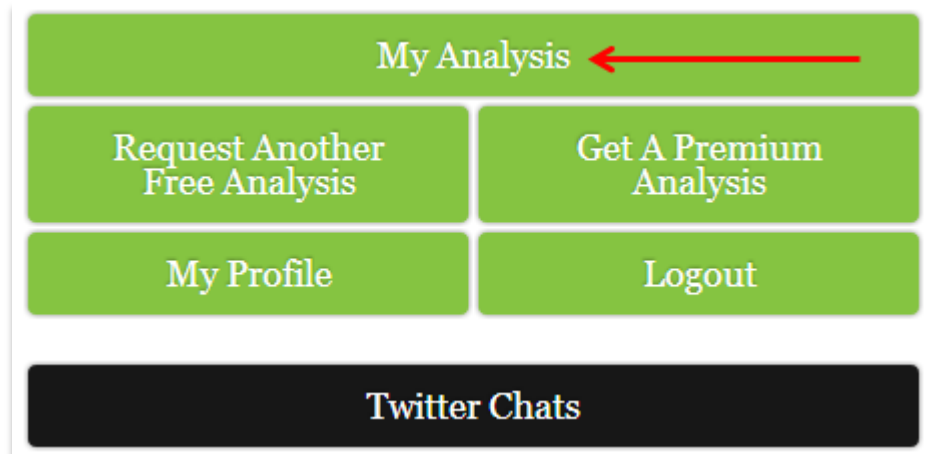 My Analysis
Request Another
Free Analysis
Get A Premium
Analysis
My Profile
Logout
Twitter Chats